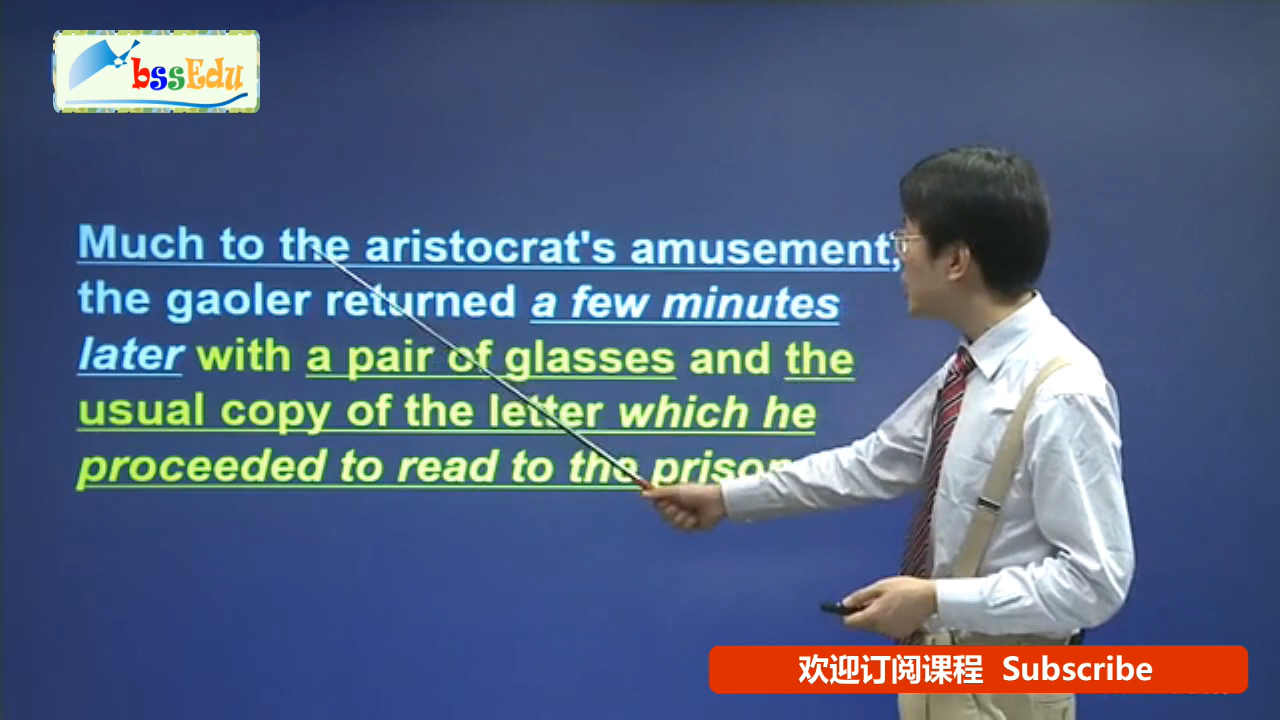 bssEdu
Much to the aristocrat's amusement,
the gaoler returned a few minutes
later with a pair of glasses and the
usual copy of the letter which he
proceeded to read to the
欢迎订阅课程 Subscribe